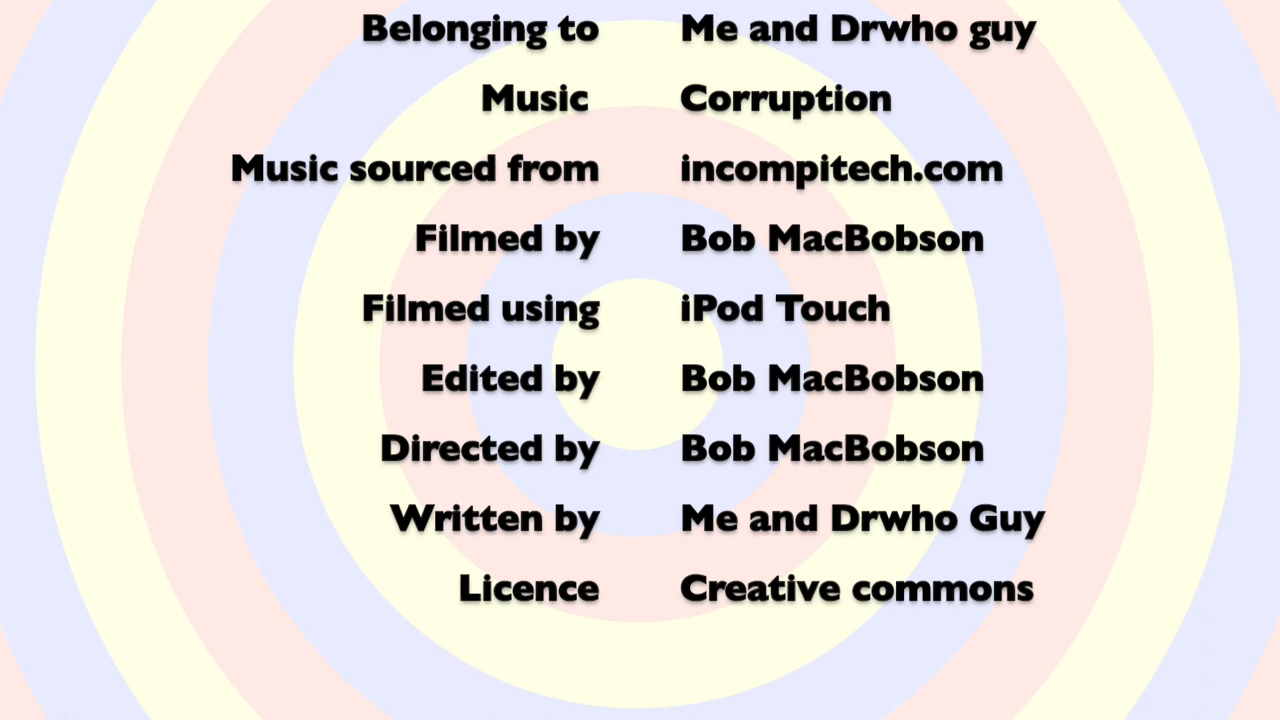 Belonging to Me and Drwho guy
Music Corruption
Music sourced from incompitech.com
Filmed by Bob MacBobson
Filmed using iPod Touch
Edited by Bob MacBobson
Directed by Bob MacBobson
Written by Me and Drwho Guy
Licence Creative commons